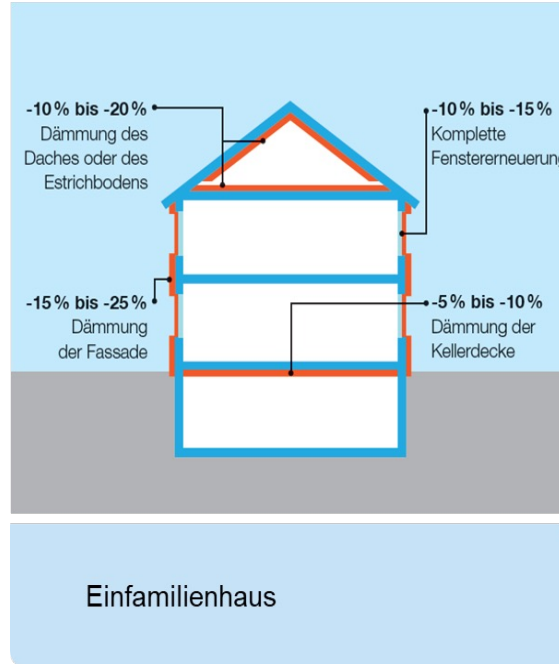 -10% bis -20%
Dämmung des
Daches oder des
Estrichbodens
-10% bis -15%
Komplette
Fenstererneuerung
-15% bis -25%
Dämmung
der Fassade
-5% bis -10%
Dämmung der
Kellerdecke
Einfamilienhaus